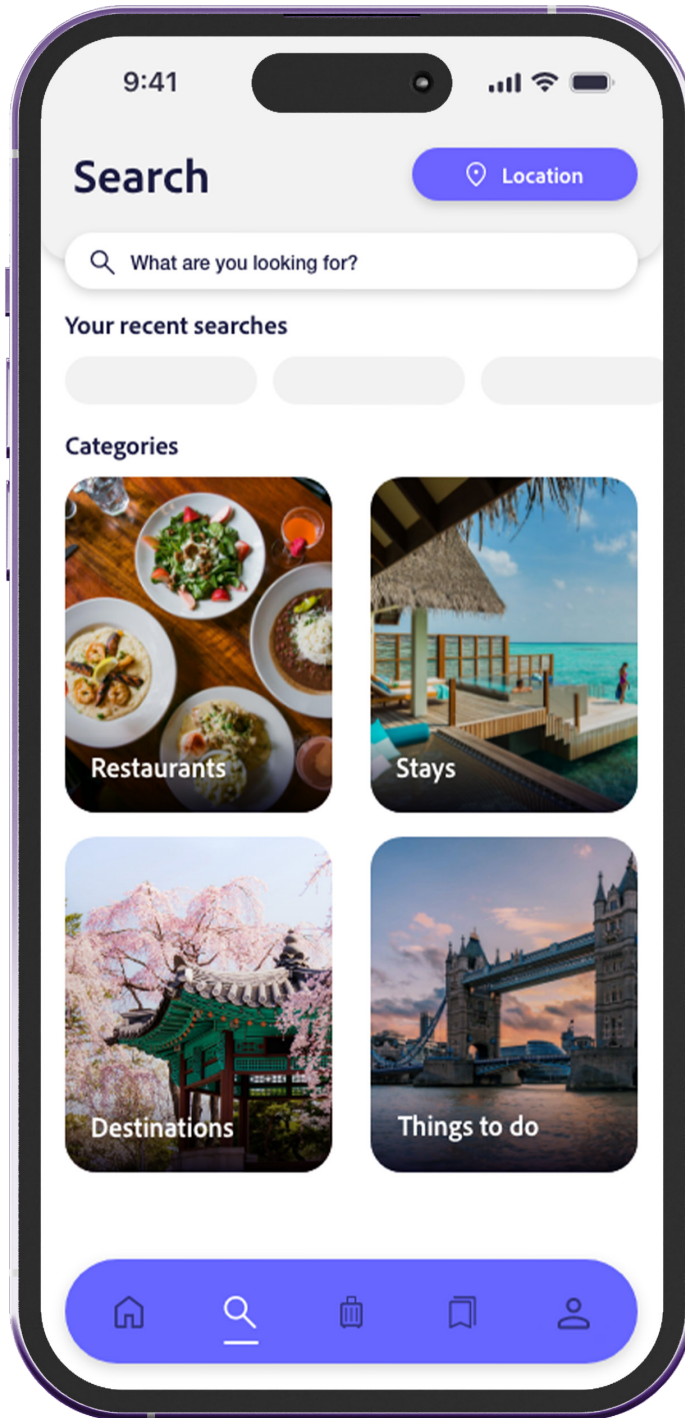 9:41
Search
Location
What are you looking for?
Your recent searches
Categories
Restaurants
Stays
Destinations
Things to do